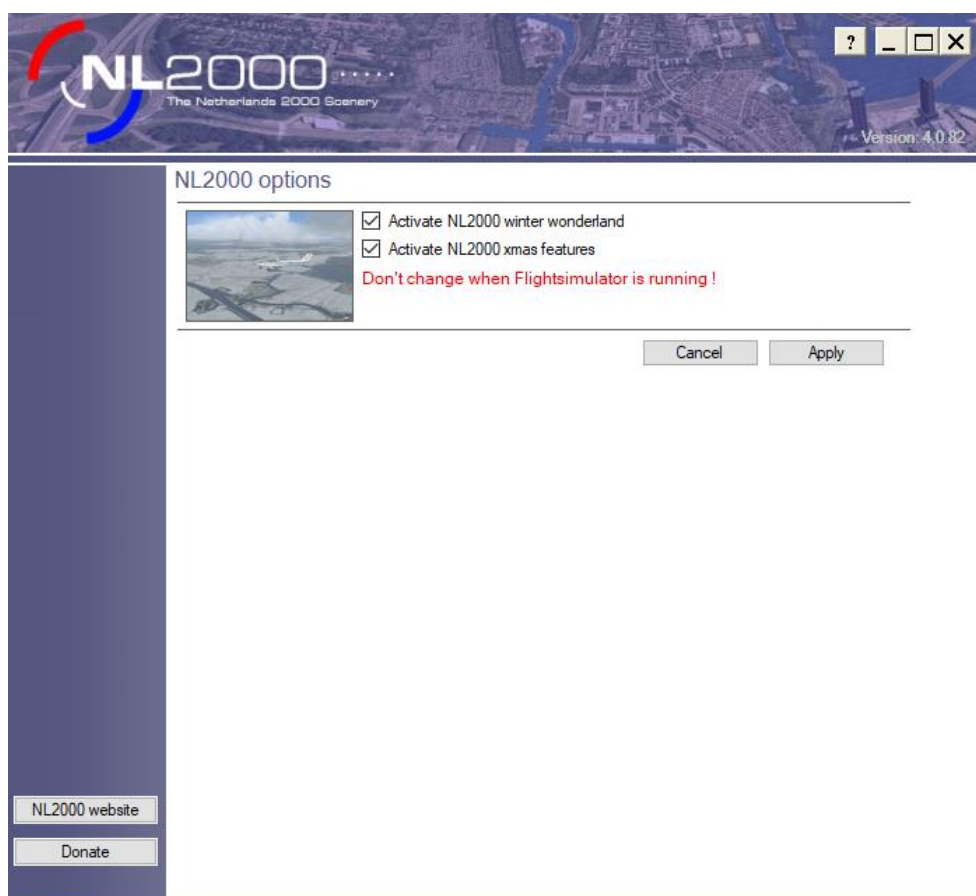 NL2000.....
The Netherlands 2000 Scenery
?
Version: 4.0.82
NL2000 options
Activate NL2000 winter wonderland
Activate NL2000 xmas features
Don't change when Flightsimulator is running !
Cancel
Apply
NL2000 website
Donate